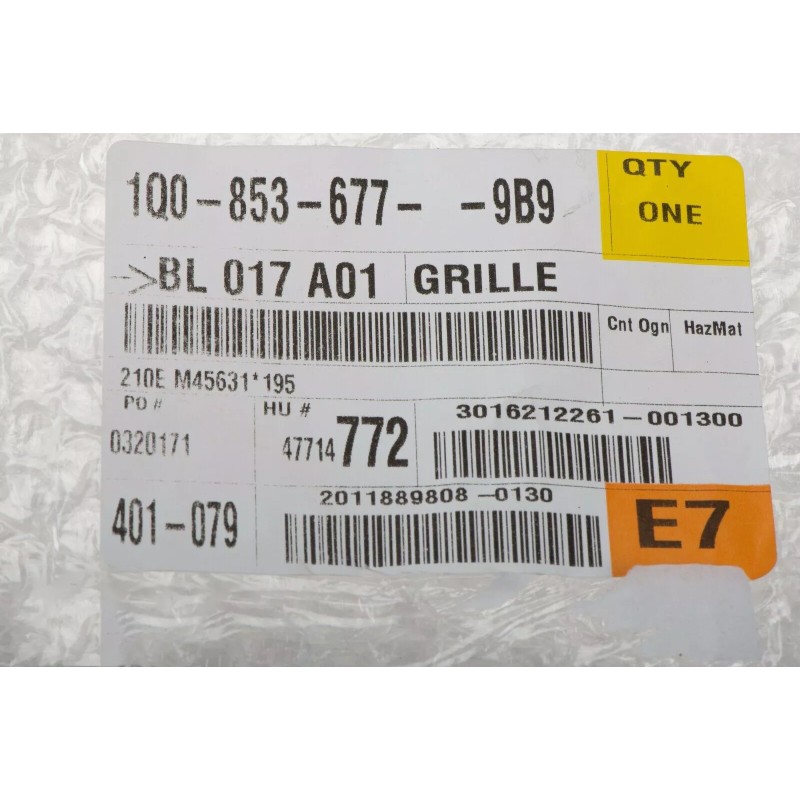 1Q0-853-677- -9B9
QTY
ONE
>BL 017 A01 GRILLE
Cnt Ogn HazMat
210E M45631*195
PO # HU #
3016212261-001300
0320171 47714 772
2011889808-0130
401-079
E7